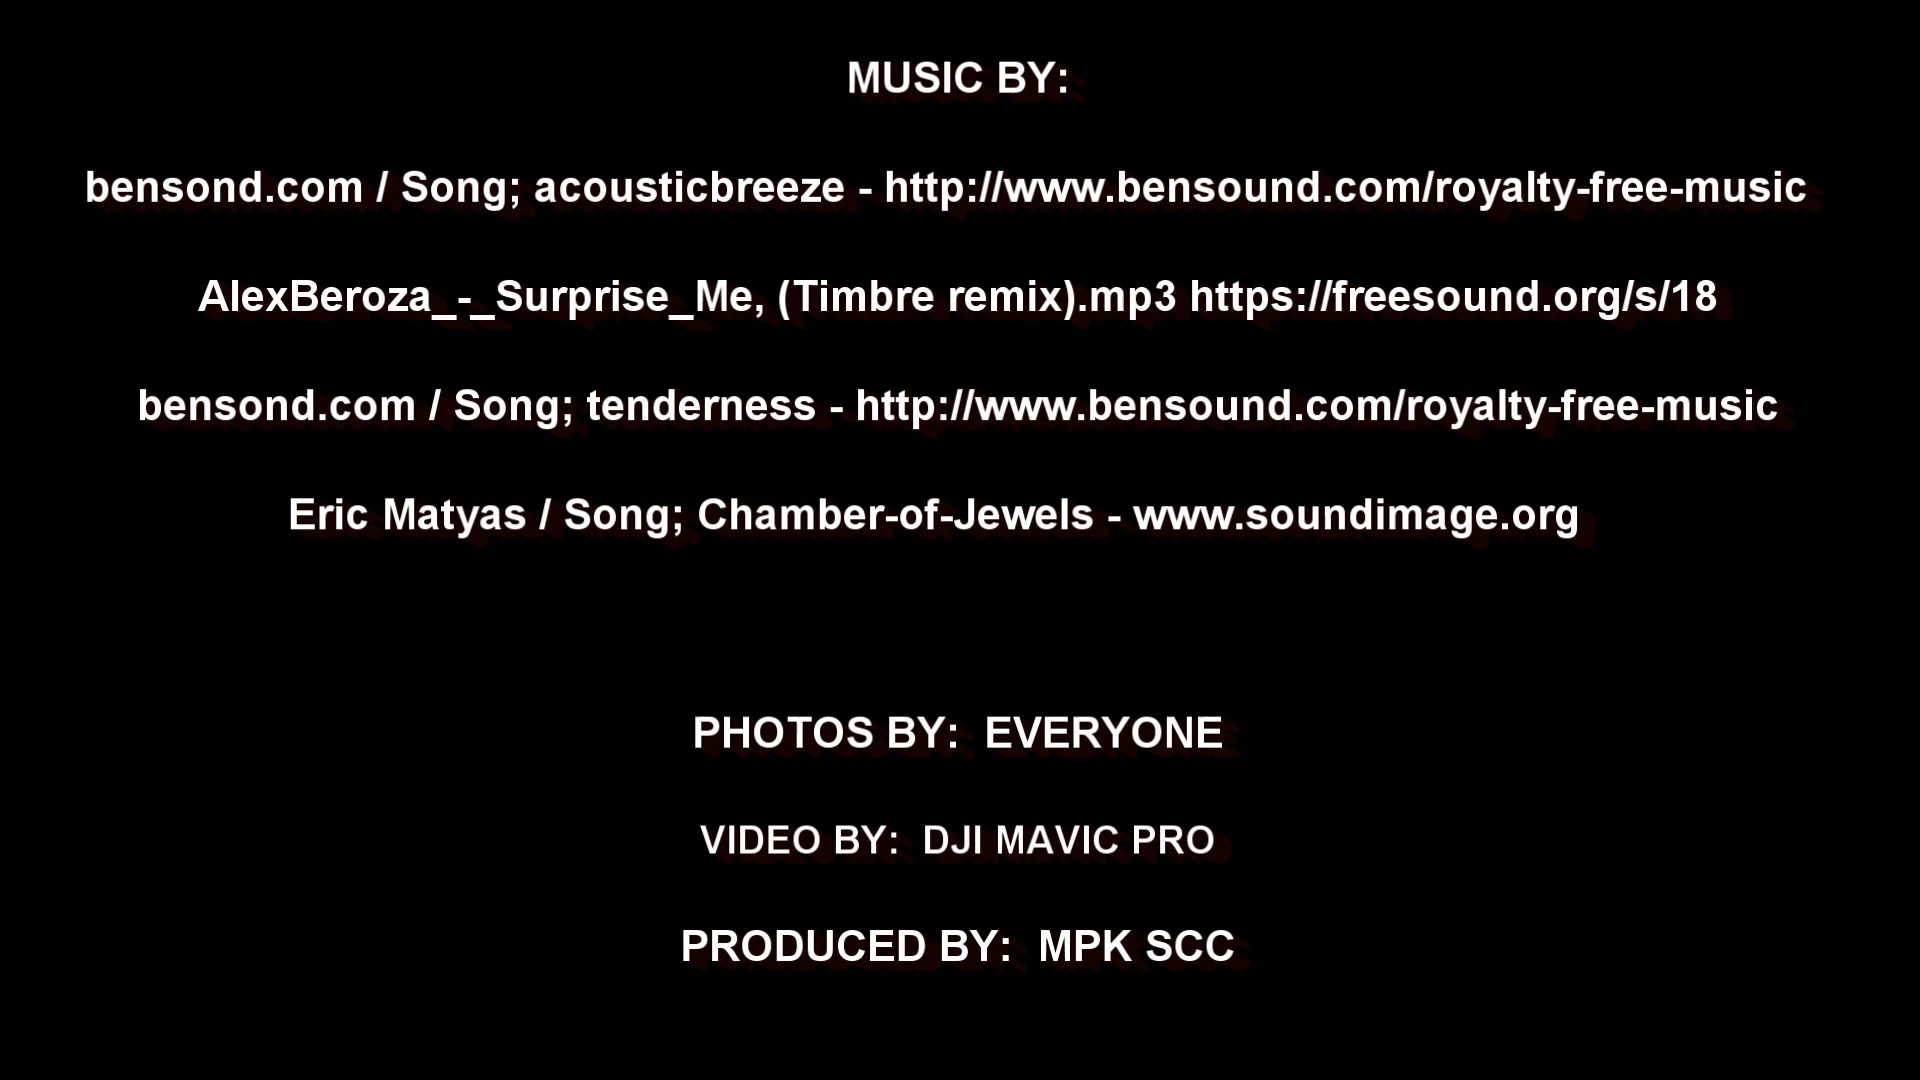 MUSIC BY:
bensond.com / Song; acousticbreeze - http://www.bensound.com/royalty-free-music
AlexBeroza_-_Surprise_Me, (Timbre remix).mp3 https://freesound.org/s/18
bensond.com / Song; tenderness - http://www.bensound.com/royalty-free-music
Eric Matyas / Song; Chamber-of-Jewels - www.soundimage.org
PHOTOS BY:  EVERYONE
VIDEO BY:  DJI MAVIC PRO
PRODUCED BY:  MPK SCC